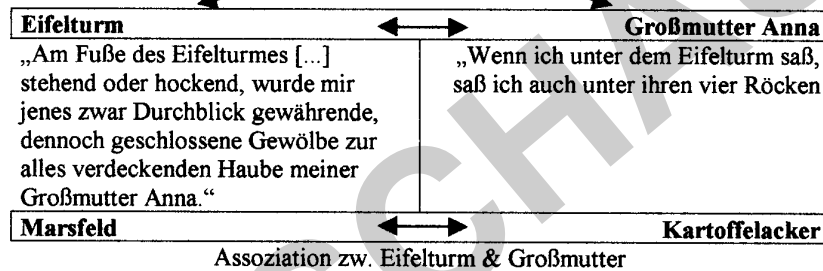 Eifelturm Großmutter Anna
„Am Fuße des Eifelturmes [...]
stehend oder hockend, wurde mir
jenes zwar Durchblick gewährende,
dennoch geschlossene Gewölbe zur
alles verdeckenden Haube meiner
Großmutter Anna.“
„Wenn ich unter dem Eifelturm saß,
saß ich auch unter ihren vier Röcken
Marsfeld Kartoffelacker
Assoziation zw. Eifelturm & Großmutter